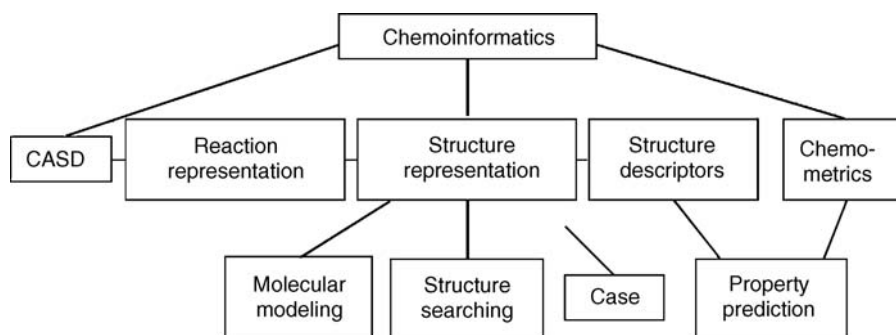 Chemoinformatics
CASD
Reaction
representation
Structure
representation
Structure
descriptors
Chemo-
metrics
Molecular
modeling
Structure
searching
Case
Property
prediction